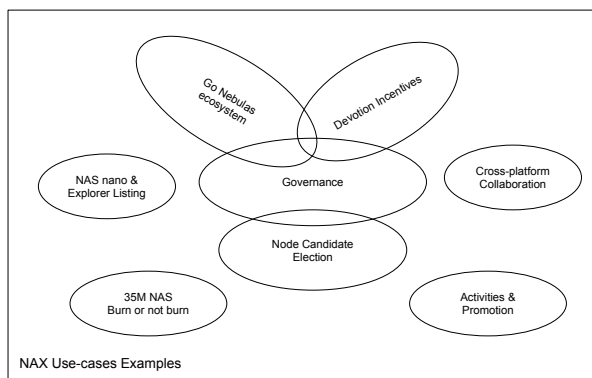 Go Nebulas
ecosystem
Devotion Incentives
NAS nano &
Explorer Listing
Governance
Cross-platform
Collaboration
Node Candidate
Election
35M NAS
Burn or not burn
Activities &
Promotion
NAX Use-cases Examples